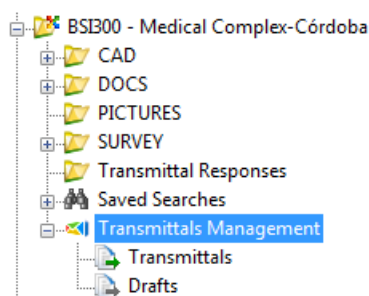 BSI300 - Medical Complex-Córdoba
CAD
DOCS
PICTURES
SURVEY
Transmittal Responses
Saved Searches
Transmittals Management
Transmittals
Drafts